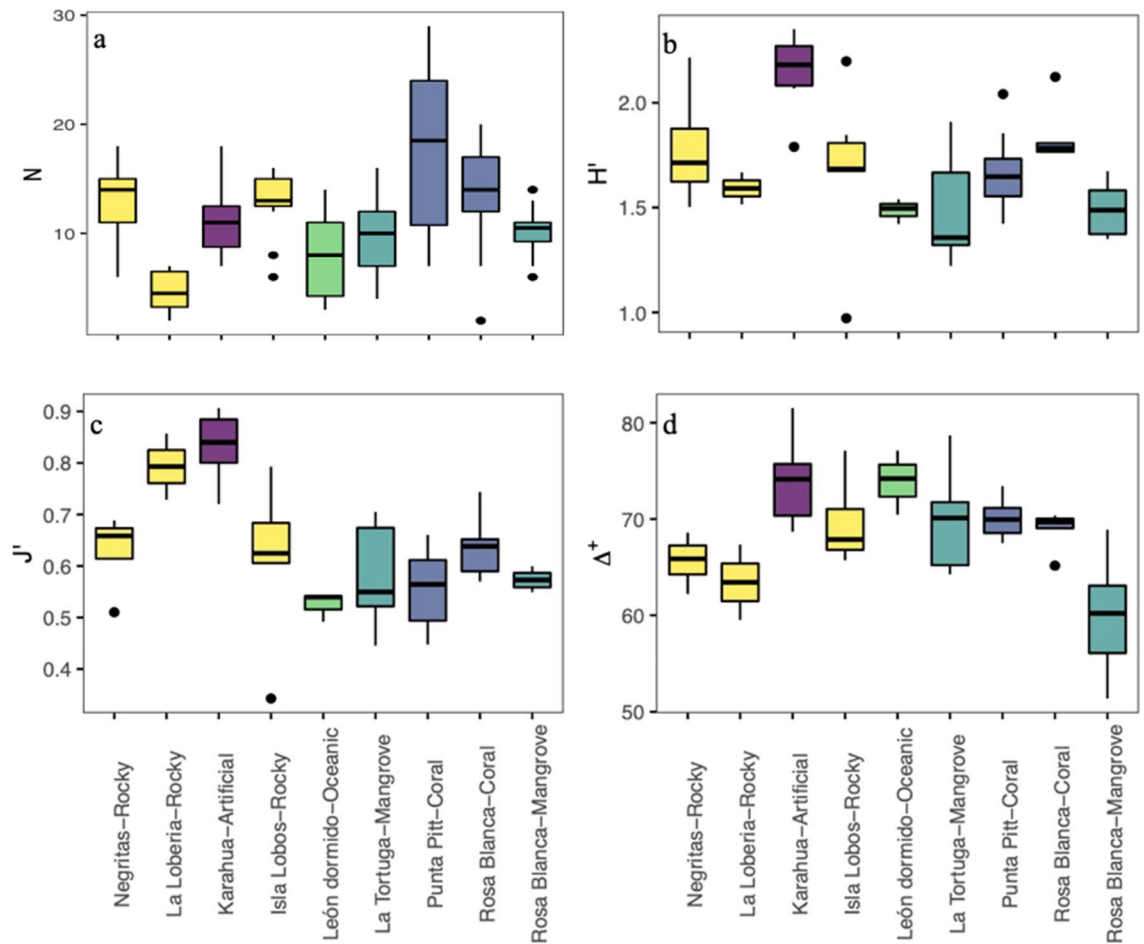 a
N
30
20
10
b
H'
2.0
1.5
1.0
c
J'
0.9
0.8
0.7
0.6
0.5
0.4
d
Δ+
80
70
60
50
Negritas−Rocky
La Loberia−Rocky
Karahua−Artificial
Isla Lobos−Rocky
León dormido−Oceanic
La Tortuga−Mangrove
Punta Pitt−Coral
Rosa Blanca−Coral
Rosa Blanca−Mangrove
Negritas−Rocky
La Loberia−Rocky
Karahua−Artificial
Isla Lobos−Rocky
León dormido−Oceanic
La Tortuga−Mangrove
Punta Pitt−Coral
Rosa Blanca−Coral
Rosa Blanca−Mangrove